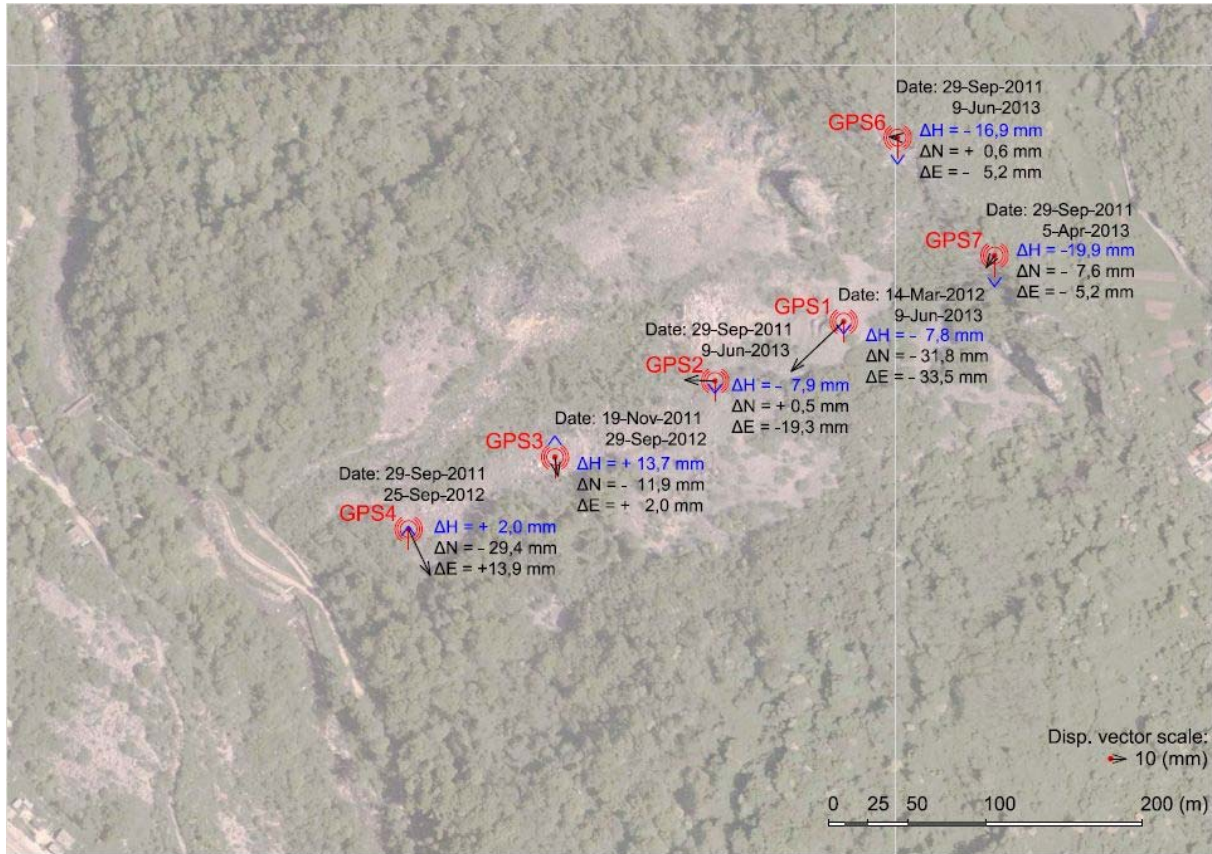 Date: 29-Sep-2011
9-Jun-2013
GPS6
ΔH = - 16,9 mm
ΔN = + 0,6 mm
ΔE = - 5,2 mm
Date: 29-Sep-2011
5-Apr-2013
GPS7
ΔH = -19,9 mm
ΔN = - 7,6 mm
ΔE = - 5,2 mm
Date: 14-Mar-2012
9-Jun-2013
GPS1
ΔH = - 7,8 mm
ΔN = - 31,8 mm
ΔE = - 33,5 mm
Date: 29-Sep-2011
9-Jun-2013
GPS2
ΔH = - 7,9 mm
ΔN = + 0,5 mm
ΔE = -19,3 mm
Date: 19-Nov-2011
29-Sep-2012
GPS3
ΔH = + 13,7 mm
ΔN = - 11,9 mm
ΔE = + 2,0 mm
Date: 29-Sep-2011
25-Sep-2012
GPS4
ΔH = + 2,0 mm
ΔN = - 29,4 mm
ΔE = +13,9 mm
Disp. vector scale:
10 (mm)
0 25 50 100 200 (m)